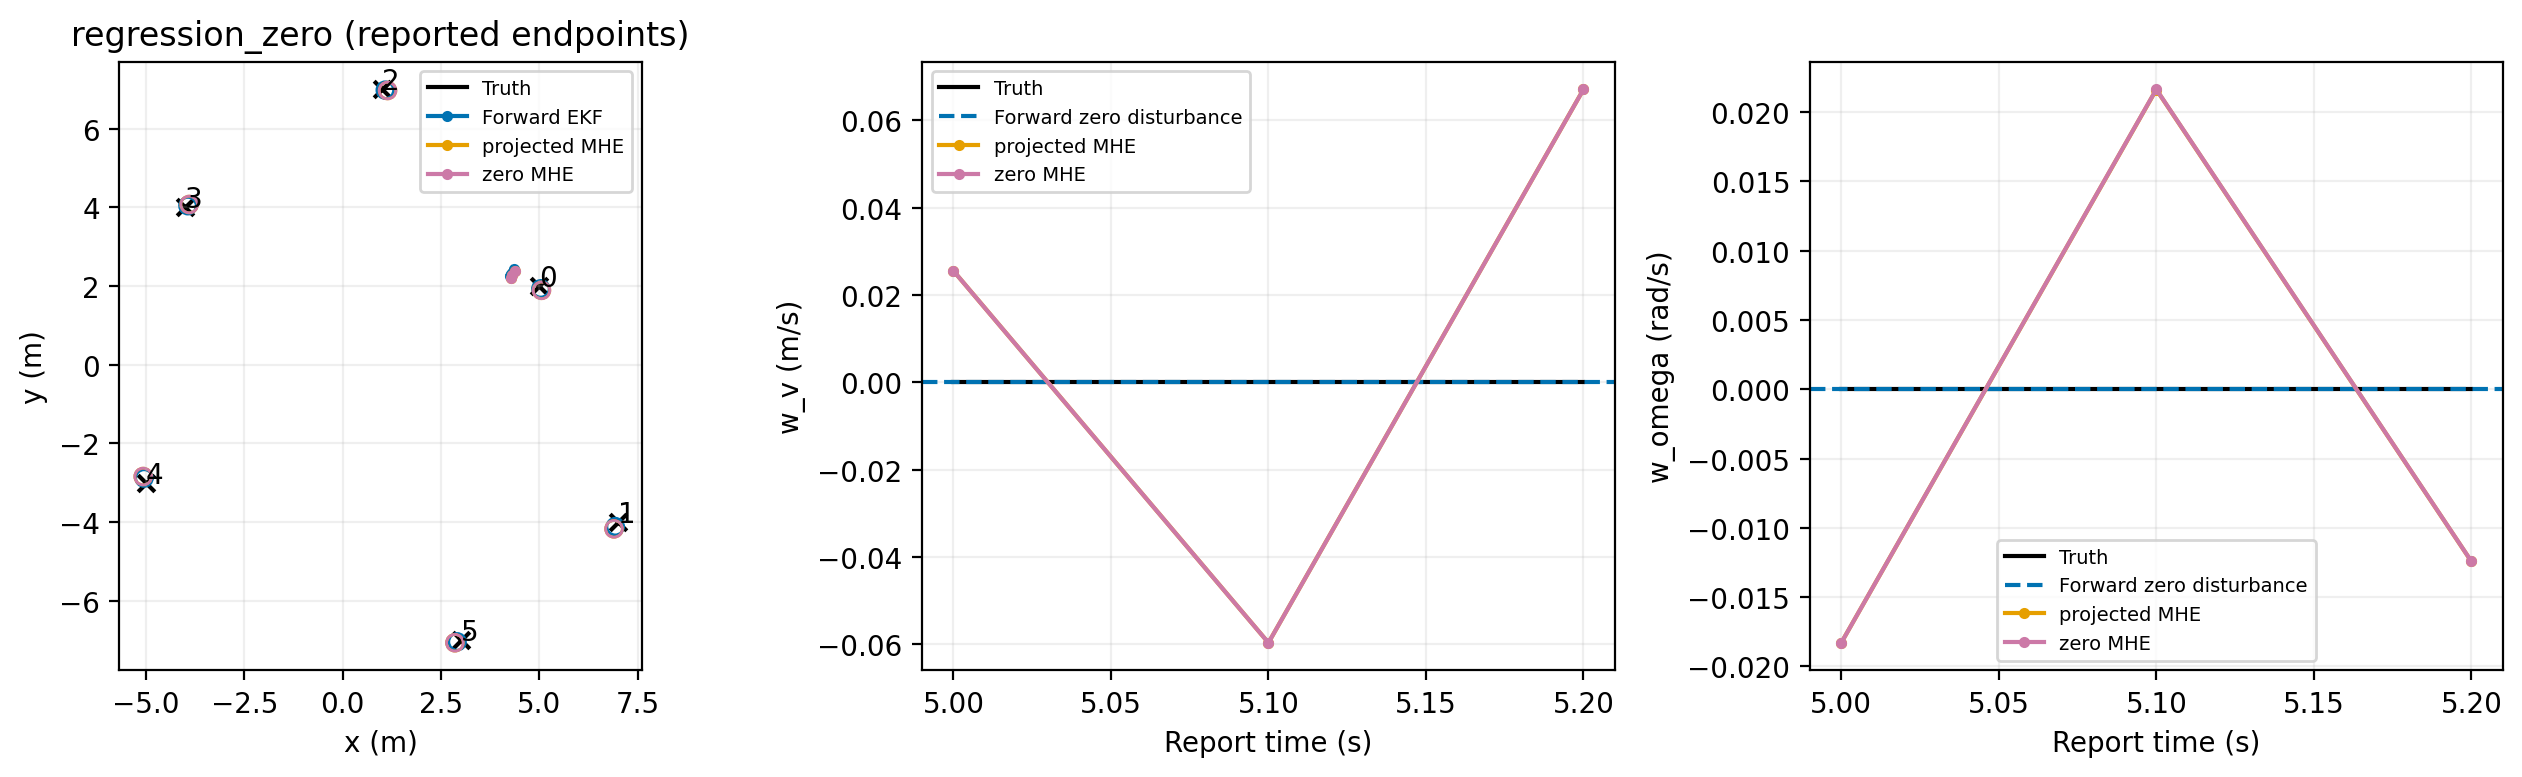 regression_zero (reported endpoints)
Truth
Forward EKF
projected MHE
zero MHE
2
3
0
4
1
5
6
4
2
0
−2
−4
−6
y (m)
−5.0 −2.5 0.0 2.5 5.0 7.5
x (m)
Truth
Forward zero disturbance
projected MHE
zero MHE
0.06
0.04
0.02
0.00
−0.02
−0.04
−0.06
w_v (m/s)
5.00 5.05 5.10 5.15 5.20
Report time (s)
0.020
0.015
0.010
0.005
0.000
−0.005
−0.010
−0.015
−0.020
w_omega (rad/s)
Truth
Forward zero disturbance
projected MHE
zero MHE
5.00 5.05 5.10 5.15 5.20
Report time (s)